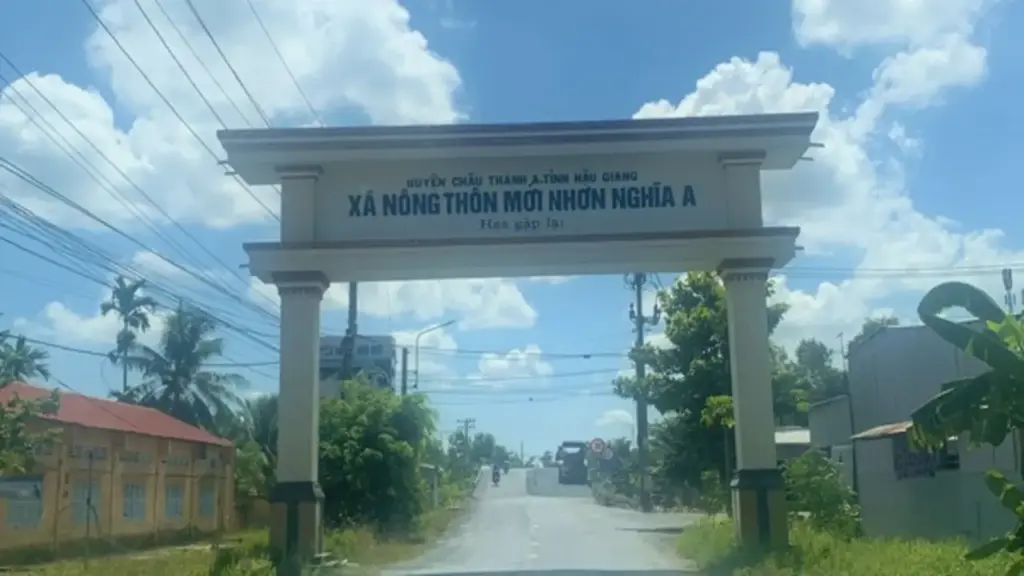 HUYỆN CHÂU THÀNH A.TỈNH HẬU GIANG
XÃ NÔNG THÔN MỚI NHƠN NGHĨA A
Hẹn gặp lại